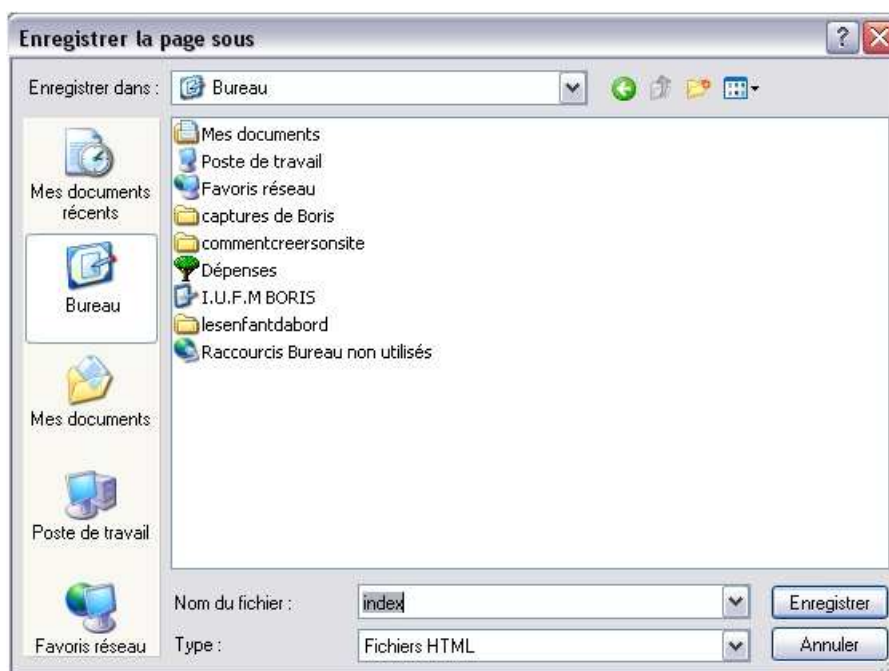 Enregistrer la page sous
Enregistrer dans :
Bureau
Mes documents récents
Bureau
Mes documents
Poste de travail
Favoris réseau
Mes documents
Poste de travail
Favoris réseau
captures de Boris
commentcreersonsite
Dépenses
I.U.F.M BORIS
lesenfantdabord
Raccourcis Bureau non utilisés
Nom du fichier :
index
Enregistrer
Type :
Fichiers HTML
Annuler